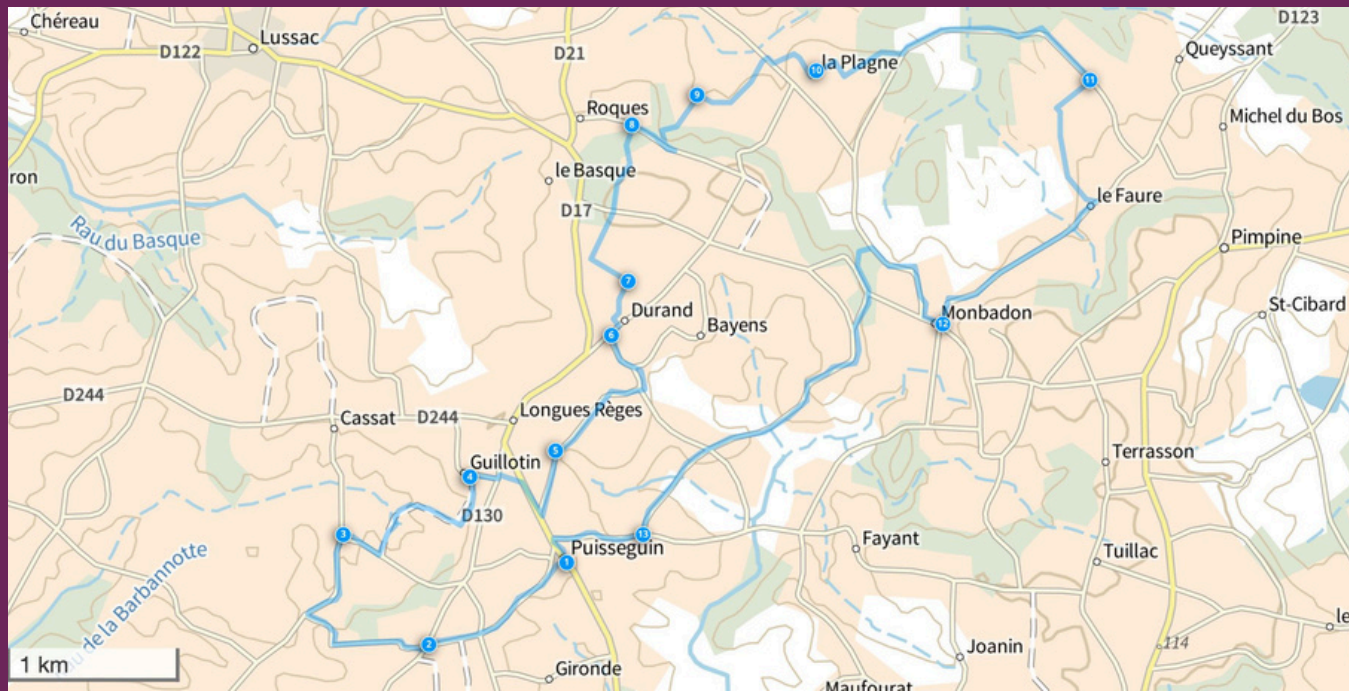 Chéreau
D123
Lussac
D122
D21
Queyssant
10
la Plagne
11
9
Roques
8
Michel du Bos
le Basque
ron
le Faure
D17
Rau du Basque
Pimpine
7
St-Cibard
Durand
Monbadon
6
Bayens
12
D244
Cassat
D244
Longues Règes
5
Terrasson
Guillotin
4
D130
3
13
Puisseguin
Fayant
1
Tuillac
au de la Barbannotte
le
2
114
Joanin
1 km
Gironde
Maufourat